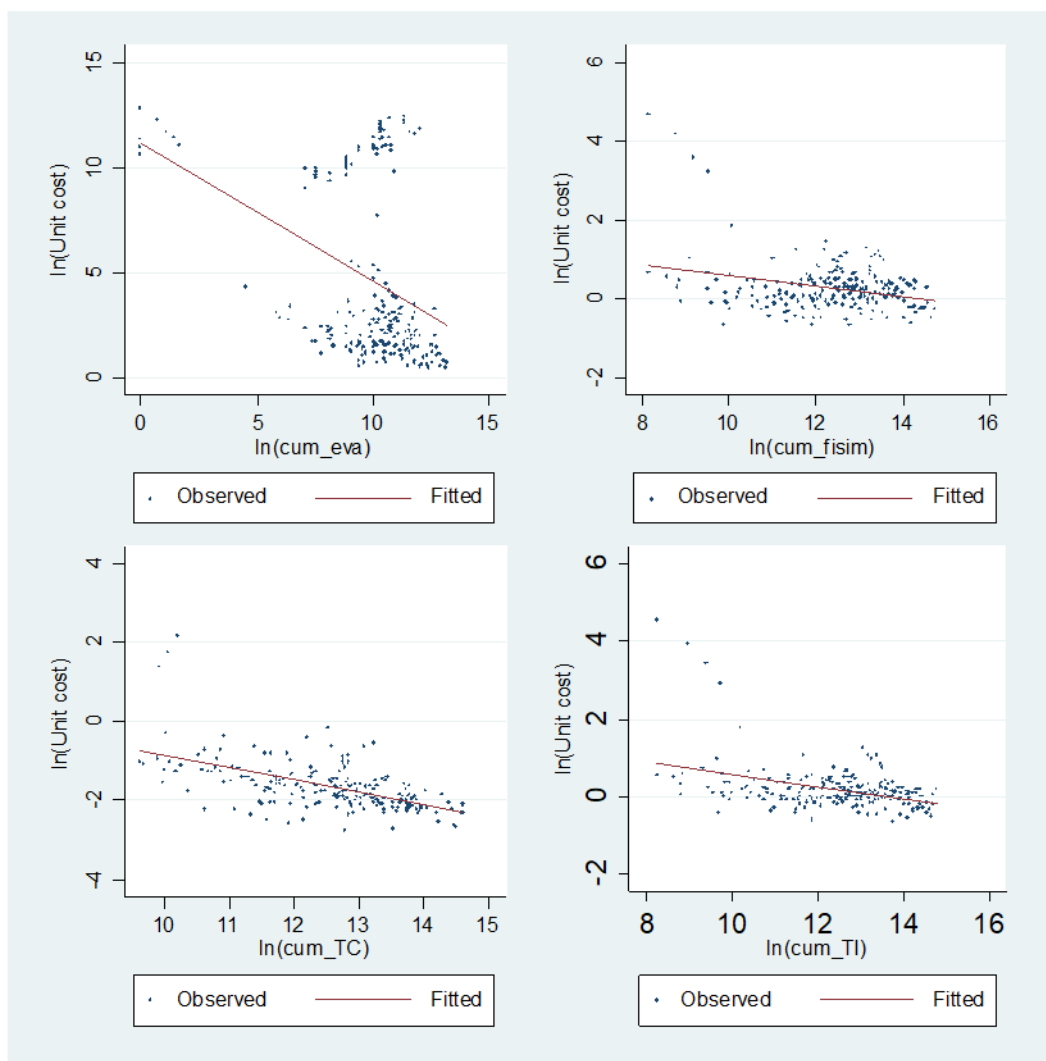 ln(Unit cost)
15
10
5
0
0
5
10
15
ln(cum_eva)
Observed
Fitted
ln(Unit cost)
6
4
2
0
-2
8
10
12
14
16
ln(cum_fisim)
Observed
Fitted
ln(Unit cost)
4
2
0
-2
-4
10
11
12
13
14
15
ln(cum_TC)
Observed
Fitted
ln(Unit cost)
6
4
2
0
-2
8
10
12
14
16
ln(cum_TI)
Observed
Fitted